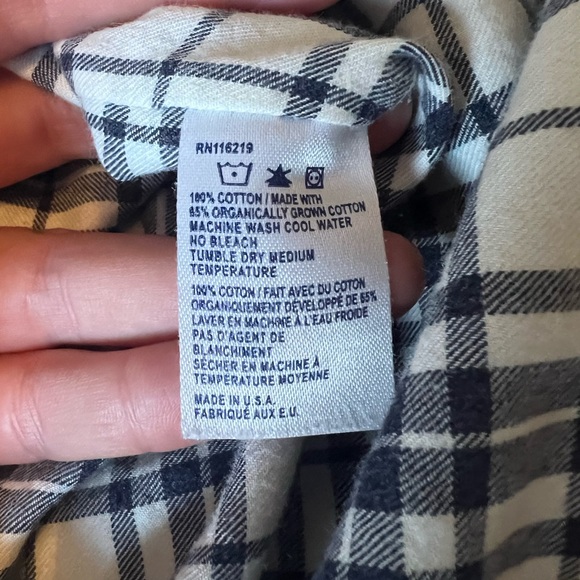 RN116219
100% COTTON / MADE WITH
65% ORGANICALLY GROWN COTTON
MACHINE WASH COOL WATER
NO BLEACH
TUMBLE DRY MEDIUM
TEMPERATURE
100% COTON / FAIT AVEC DU COTON
ORGANIQUEMENT DÉVELOPPÉ DE 65%
LAVER EN MACHINE À L'EAU FROIDE
PAS D'AGENT DE
BLANCHIMENT
SÉCHER EN MACHINE À
TEMPÉRATURE MOYENNE
MADE IN U.S.A.
FABRIQUÉ AUX E.U.